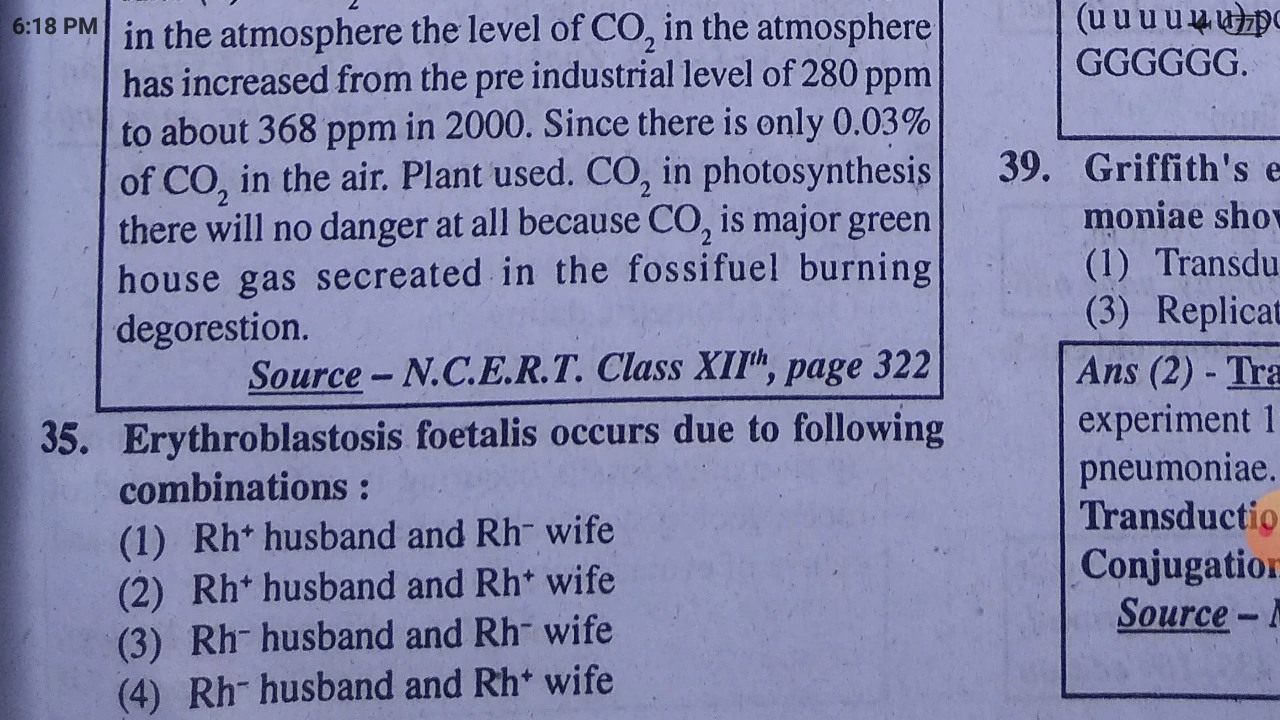 6:18 PM
in the atmosphere the level of CO₂ in the atmosphere
has increased from the pre industrial level of 280 ppm
to about 368 ppm in 2000. Since there is only 0.03%
of CO₂ in the air. Plant used. CO₂ in photosynthesis
there will no danger at all because CO₂ is major green
house gas secreated in the fossifuel burning
degorestion.
Source – N.C.E.R.T. Class XIIth, page 322
35. Erythroblastosis foetalis occurs due to following
combinations :
(1) Rh⁺ husband and Rh⁻ wife
(2) Rh⁺ husband and Rh⁺ wife
(3) Rh⁻ husband and Rh⁻ wife
(4) Rh⁻ husband and Rh⁺ wife
GGGGGG.
39. Griffith's
moniae
(1)
(3)
Ans (2) -
experiment 1
pneumoniae.
Source –